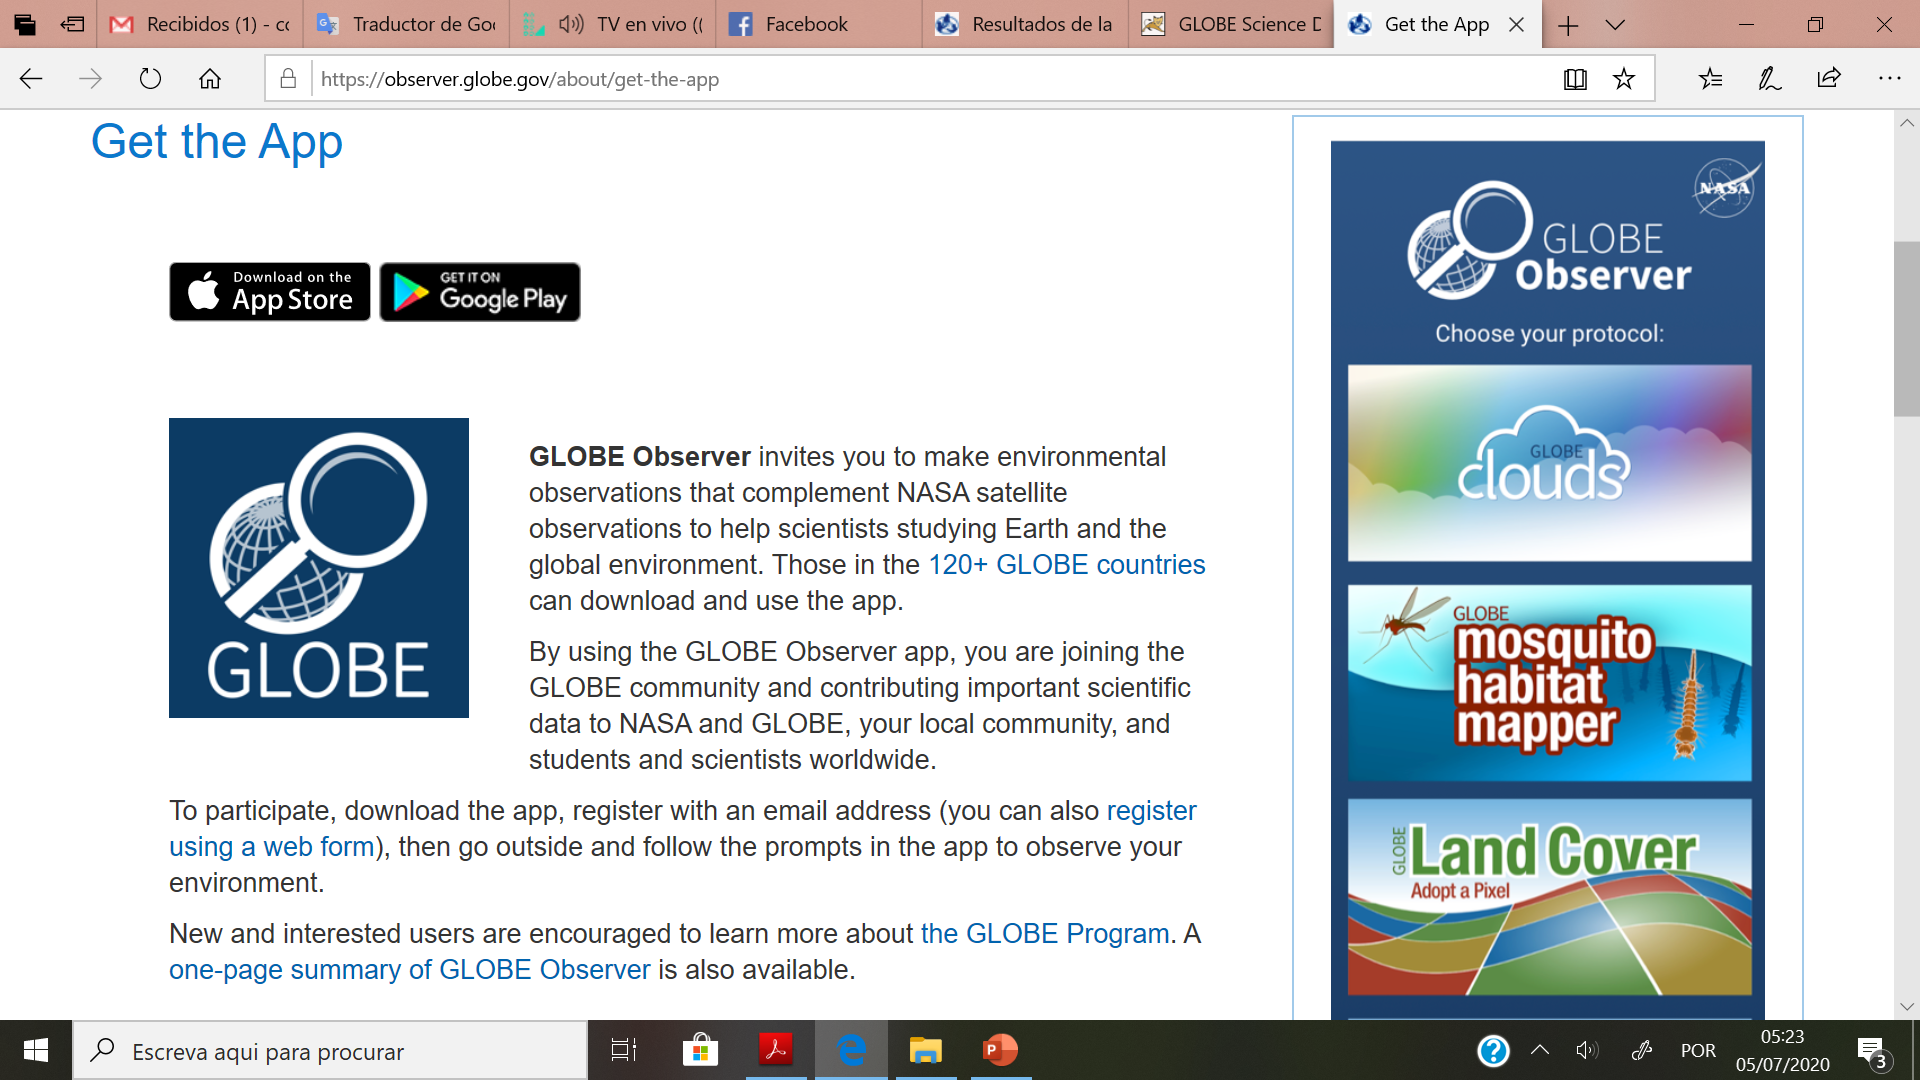 Recibidos (1) - cc
Traductor de Goo
TV en vivo ((
Facebook
Resultados de la
GLOBE Science D
Get the App
https://observer.globe.gov/about/get-the-app
Get the App
Download on the
App Store
GET IT ON
Google Play
GLOBE
GLOBE Observer invites you to make environmental
observations that complement NASA satellite
observations to help scientists studying Earth and the
global environment. Those in the 120+ GLOBE countries
can download and use the app.
By using the GLOBE Observer app, you are joining the
GLOBE community and contributing important scientific
data to NASA and GLOBE, your local community, and
students and scientists worldwide.
To participate, download the app, register with an email address (you can also register
using a web form), then go outside and follow the prompts in the app to observe your
environment.
New and interested users are encouraged to learn more about the GLOBE Program. A
one-page summary of GLOBE Observer is also available.
NASA
GLOBE
Observer
Choose your protocol:
GLOBE
clouds
GLOBE
mosquito
habitat
mapper
GLOBE
Land Cover
Adopt a Pixel
Escreva aqui para procurar
POR
05:23
05/07/2020
3